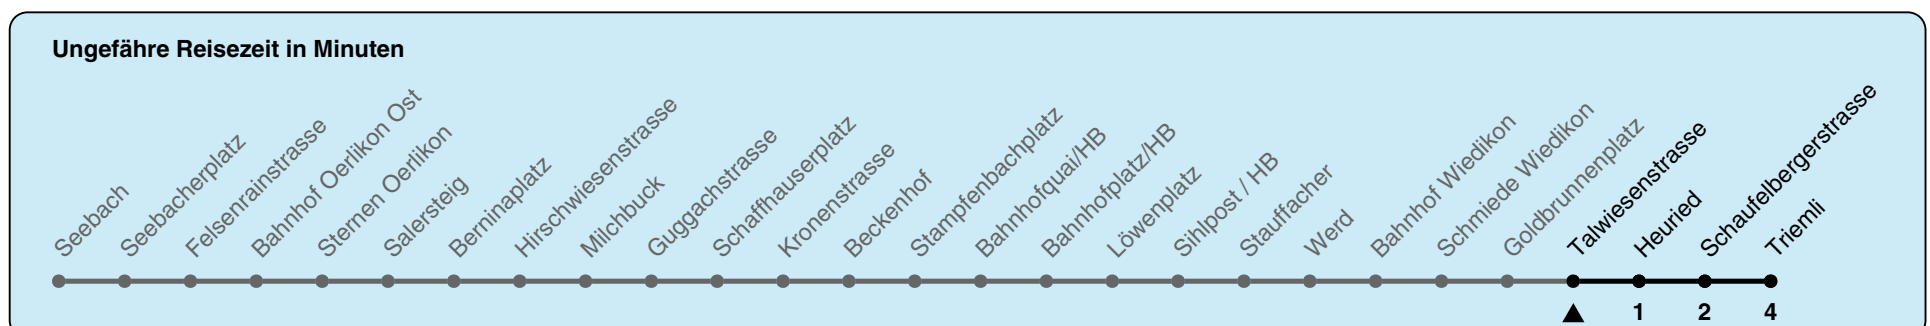 Ungefähre Reisezeit in Minuten
Seebach
Seebacherplatz
Felsenrainstrasse
Bahnhof Oerlikon Ost
Sternen Oerlikon
Salersteig
Berninaplatz
Hirschwiesenstrasse
Milchbuck
Guggachstrasse
Schaffhauserplatz
Kronenstrasse
Beckenhof
Stampfenbachplatz
Bahnhofquai/HB
Bahnhofplatz/HB
Löwenplatz
Sihlpost / HB
Stauffacher
Werd
Bahnhof Wiedikon
Schmiede Wiedikon
Goldbrunnenplatz
Talwiesenstrasse
Heuried
Schaufelbergerstrasse
Triemli
1 2 4